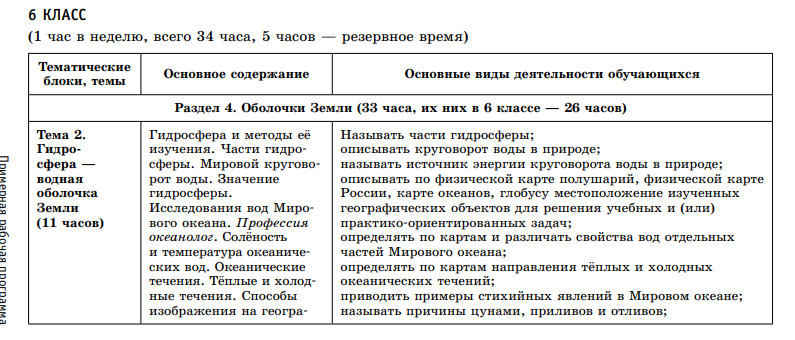 6 КЛАСС
(1 час в неделю, всего 34 часа, 5 часов — резервное время)
Тематические блоки, темы
Основное содержание
Основные виды деятельности обучающихся
Раздел 4. Оболочки Земли (33 часа, их них в 6 классе — 26 часов)
Тема 2.
Гидро-
сфера —
водная
оболочка
Земли
(11 часов)
Гидросфера и методы её
изучения. Части гидро-
сферы. Мировой кругово-
рот воды. Значение
гидросферы.
Исследования вод Миро-
вого океана. Профессия
океанолог. Солёность
и температура океаниче-
ских вод. Океанические
течения. Тёплые и холод-
ные течения. Способы
изображения на геогра-
Называть части гидросферы;
описывать круговорот воды в природе;
называть источник энергии круговорота воды в природе;
описывать по физической карте полушарий, физической карте
России, карте океанов, глобусу местоположение изученных
географических объектов для решения учебных и (или)
практико-ориентированных задач;
определять по картам и различать свойства вод отдельных
частей Мирового океана;
определять по картам направления тёплых и холодных
океанических течений;
приводить примеры стихийных явлений в Мировом океане;
называть причины цунами, приливов и отливов;
Примерная рабочая программа